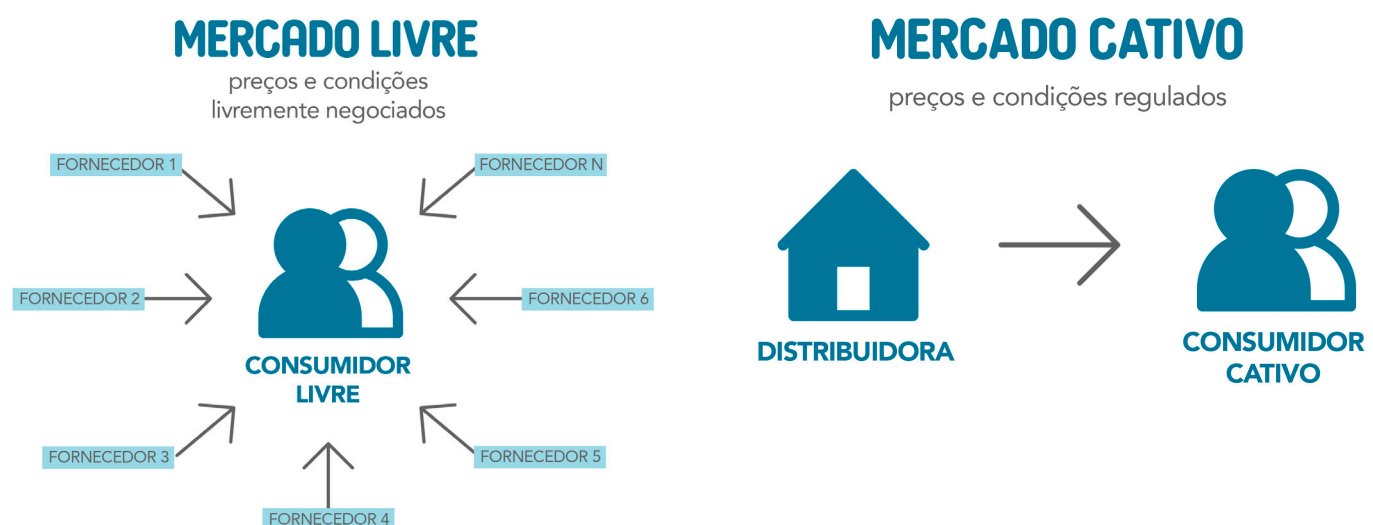 MERCADO LIVRE
preços e condições
livremente negociados
FORNECEDOR 1
FORNECEDOR N
FORNECEDOR 2
FORNECEDOR 6
CONSUMIDOR
LIVRE
FORNECEDOR 3
FORNECEDOR 5
FORNECEDOR 4
MERCADO CATIVO
preços e condições regulados
DISTRIBUIDORA
CONSUMIDOR
CATIVO